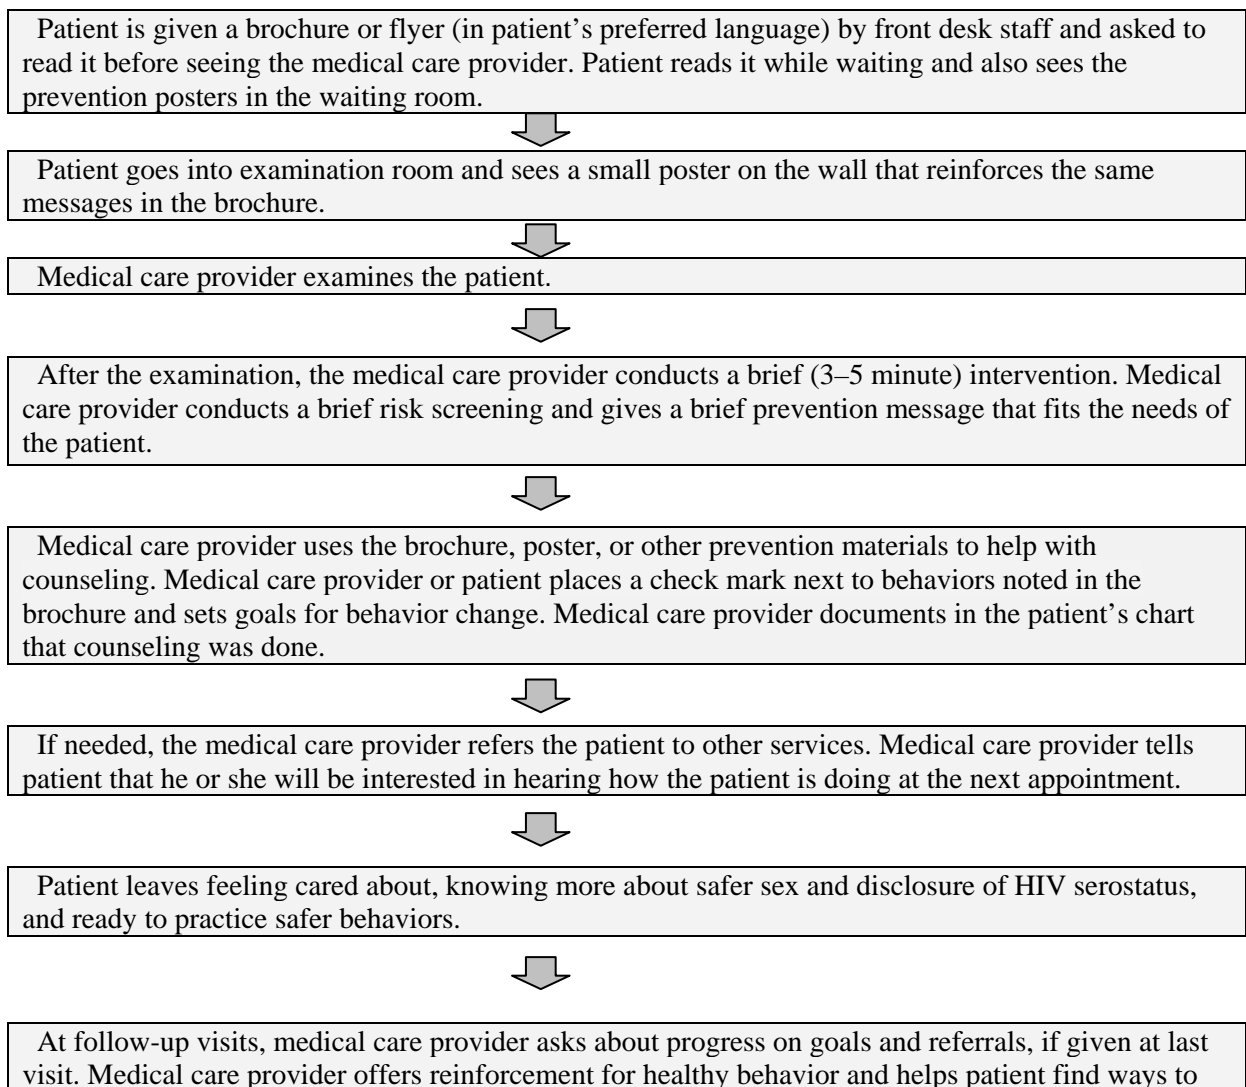 Patient is given a brochure or flyer (in patient’s preferred language) by front desk staff and asked to
read it before seeing the medical care provider. Patient reads it while waiting and also sees the
prevention posters in the waiting room.
Patient goes into examination room and sees a small poster on the wall that reinforces the same
messages in the brochure.
Medical care provider examines the patient.
After the examination, the medical care provider conducts a brief (3–5 minute) intervention. Medical
care provider conducts a brief risk screening and gives a brief prevention message that fits the needs of
the patient.
Medical care provider uses the brochure, poster, or other prevention materials to help with
counseling. Medical care provider or patient places a check mark next to behaviors noted in the
brochure and sets goals for behavior change. Medical care provider documents in the patient’s chart
that counseling was done.
If needed, the medical care provider refers the patient to other services. Medical care provider tells
patient that he or she will be interested in hearing how the patient is doing at the next appointment.
Patient leaves feeling cared about, knowing more about safer sex and disclosure of HIV serostatus,
and ready to practice safer behaviors.
At follow-up visits, medical care provider asks about progress on goals and referrals, if given at last
visit. Medical care provider offers reinforcement for healthy behavior and helps patient find ways to